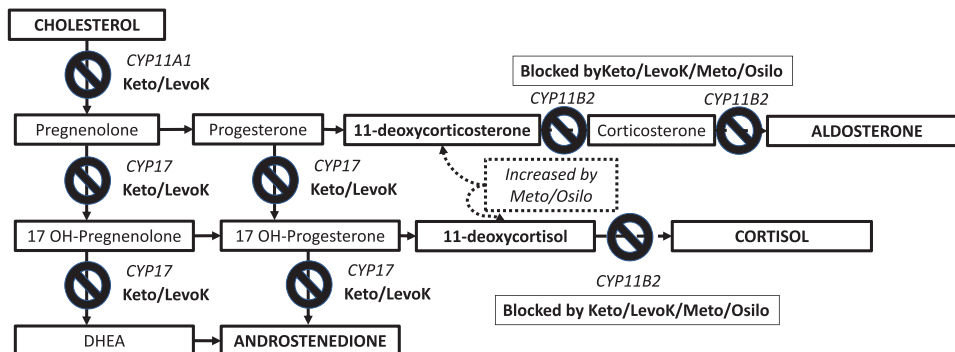 CHOLESTEROL
CYP11A1
Keto/LevoK
Blocked byKeto/LevoK/Meto/Osilo
CYP11B2
CYP11B2
Pregnenolone
Progesterone
11-deoxycorticosterone
Corticosterone
ALDOSTERONE
CYP17
Keto/LevoK
CYP17
Keto/LevoK
Increased by
Meto/Osilo
17 OH-Pregnenolone
17 OH-Progesterone
11-deoxycortisol
CORTISOL
CYP17
Keto/LevoK
CYP17
Keto/LevoK
CYP11B2
Blocked by Keto/LevoK/Meto/Osilo
DHEA
ANDROSTENEDIONE